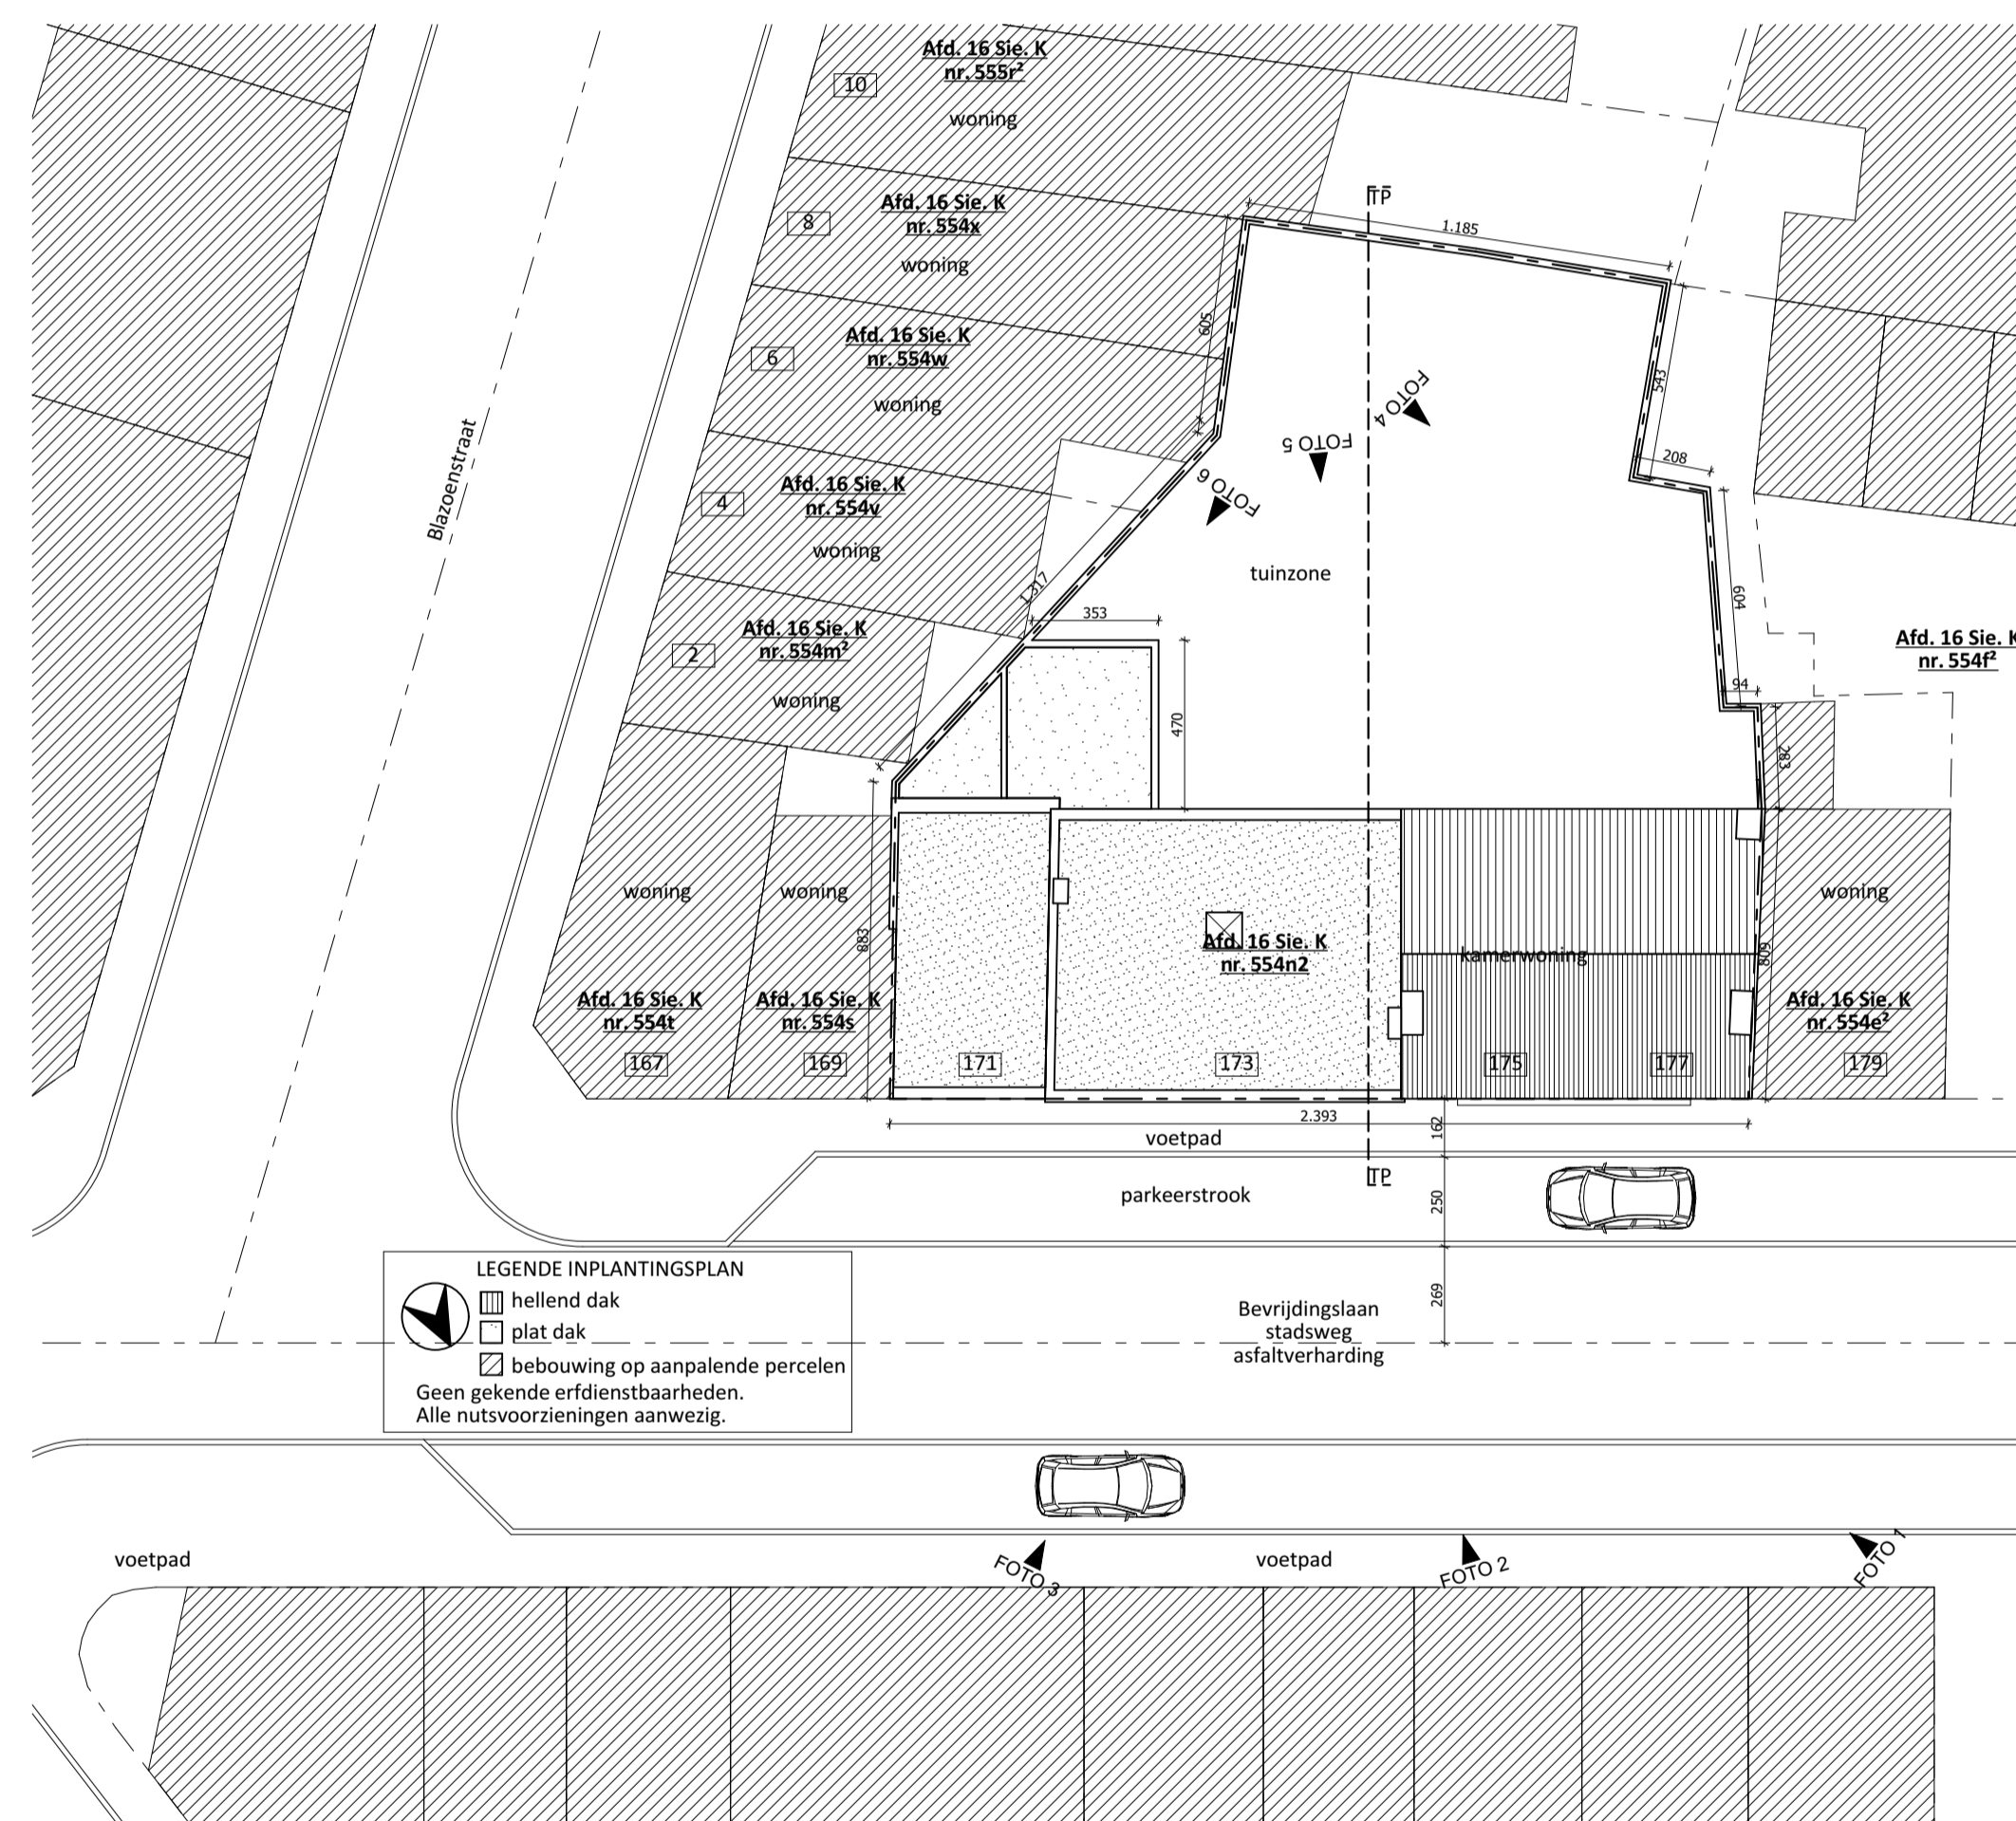 Afd. 16 Sie. K
nr. 555r²
10
woning
Afd. 16 Sie. K
nr. 554x
8
woning
TP
1.185
605
Afd. 16 Sie. K
nr. 554w
6
woning
543
FOTO 4
FOTO 5
FOTO 6
208
Blazoenstraat
Afd. 16 Sie. K
nr. 554v
4
woning
tuinzone
1.317
353
604
Afd. 16 Sie. K
nr. 554m²
2
woning
Afd. 16 Sie. K
nr. 554f²
94
470
283
woning
woning
883
Afd. 16 Sie. K
nr. 554n2
kamerwoning
809
woning
Afd. 16 Sie. K
nr. 554t
Afd. 16 Sie. K
nr. 554s
Afd. 16 Sie. K
nr. 554e²
167
169
171
173
175
177
179
2.393
162
voetpad
TP
parkeerstrook
250
LEGENDE INPLANTINGSPLAN
hellend dak
plat dak
bebouwing op aanpalende percelen
Geen gekende erfdienstbaarheden.
Alle nutsvoorzieningen aanwezig.
269
Bevrijdingslaan
stadsweg
asfaltverharding
voetpad
FOTO 3
voetpad
FOTO 2
FOTO 1